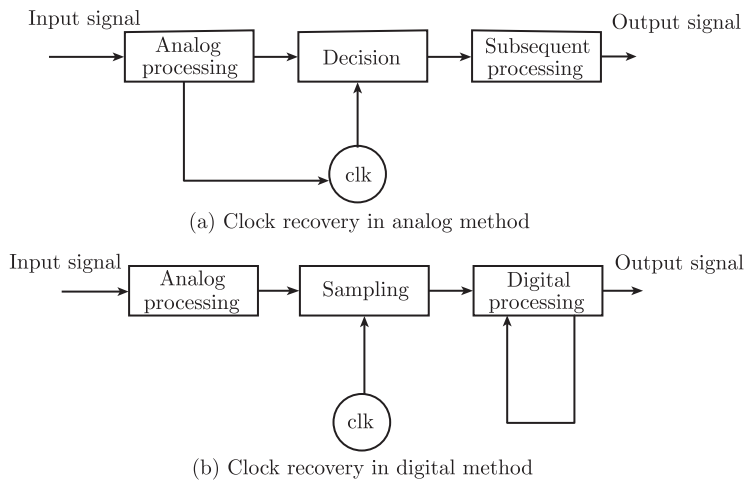 Input signal
Output signal
Analog
processing
Decision
Subsequent
processing
clk
(a) Clock recovery in analog method
Input signal
Output signal
Analog
processing
Sampling
Digital
processing
clk
(b) Clock recovery in digital method